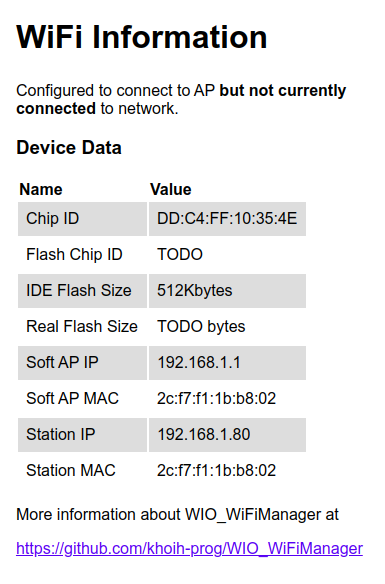 WiFi Information
Configured to connect to AP but not currently
connected to network.
Device Data
Name Value
Chip ID DD:C4:FF:10:35:4E
Flash Chip ID TODO
IDE Flash Size 512Kbytes
Real Flash Size TODO bytes
Soft AP IP 192.168.1.1
Soft AP MAC 2c:f7:f1:1b:b8:02
Station IP 192.168.1.80
Station MAC 2c:f7:f1:1b:b8:02
More information about WIO_WiFiManager at
https://github.com/khoih-prog/WIO_WiFiManager